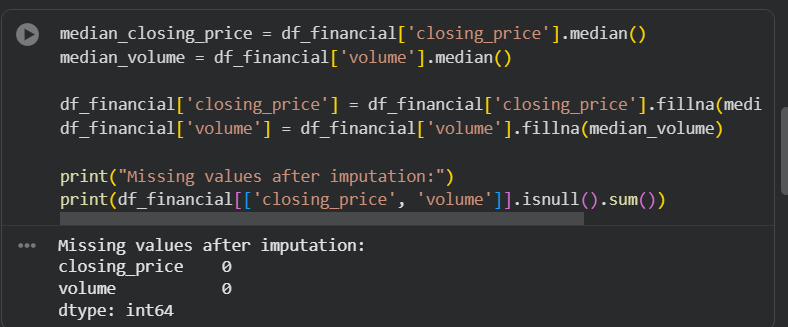 median_closing_price = df_financial['closing_price'].median()
median_volume = df_financial['volume'].median()
df_financial['closing_price'] = df_financial['closing_price'].fillna(medi
df_financial['volume'] = df_financial['volume'].fillna(median_volume)
print("Missing values after imputation:")
print(df_financial[['closing_price', 'volume']].isnull().sum())
Missing values after imputation:
closing_price    0
volume           0
dtype: int64